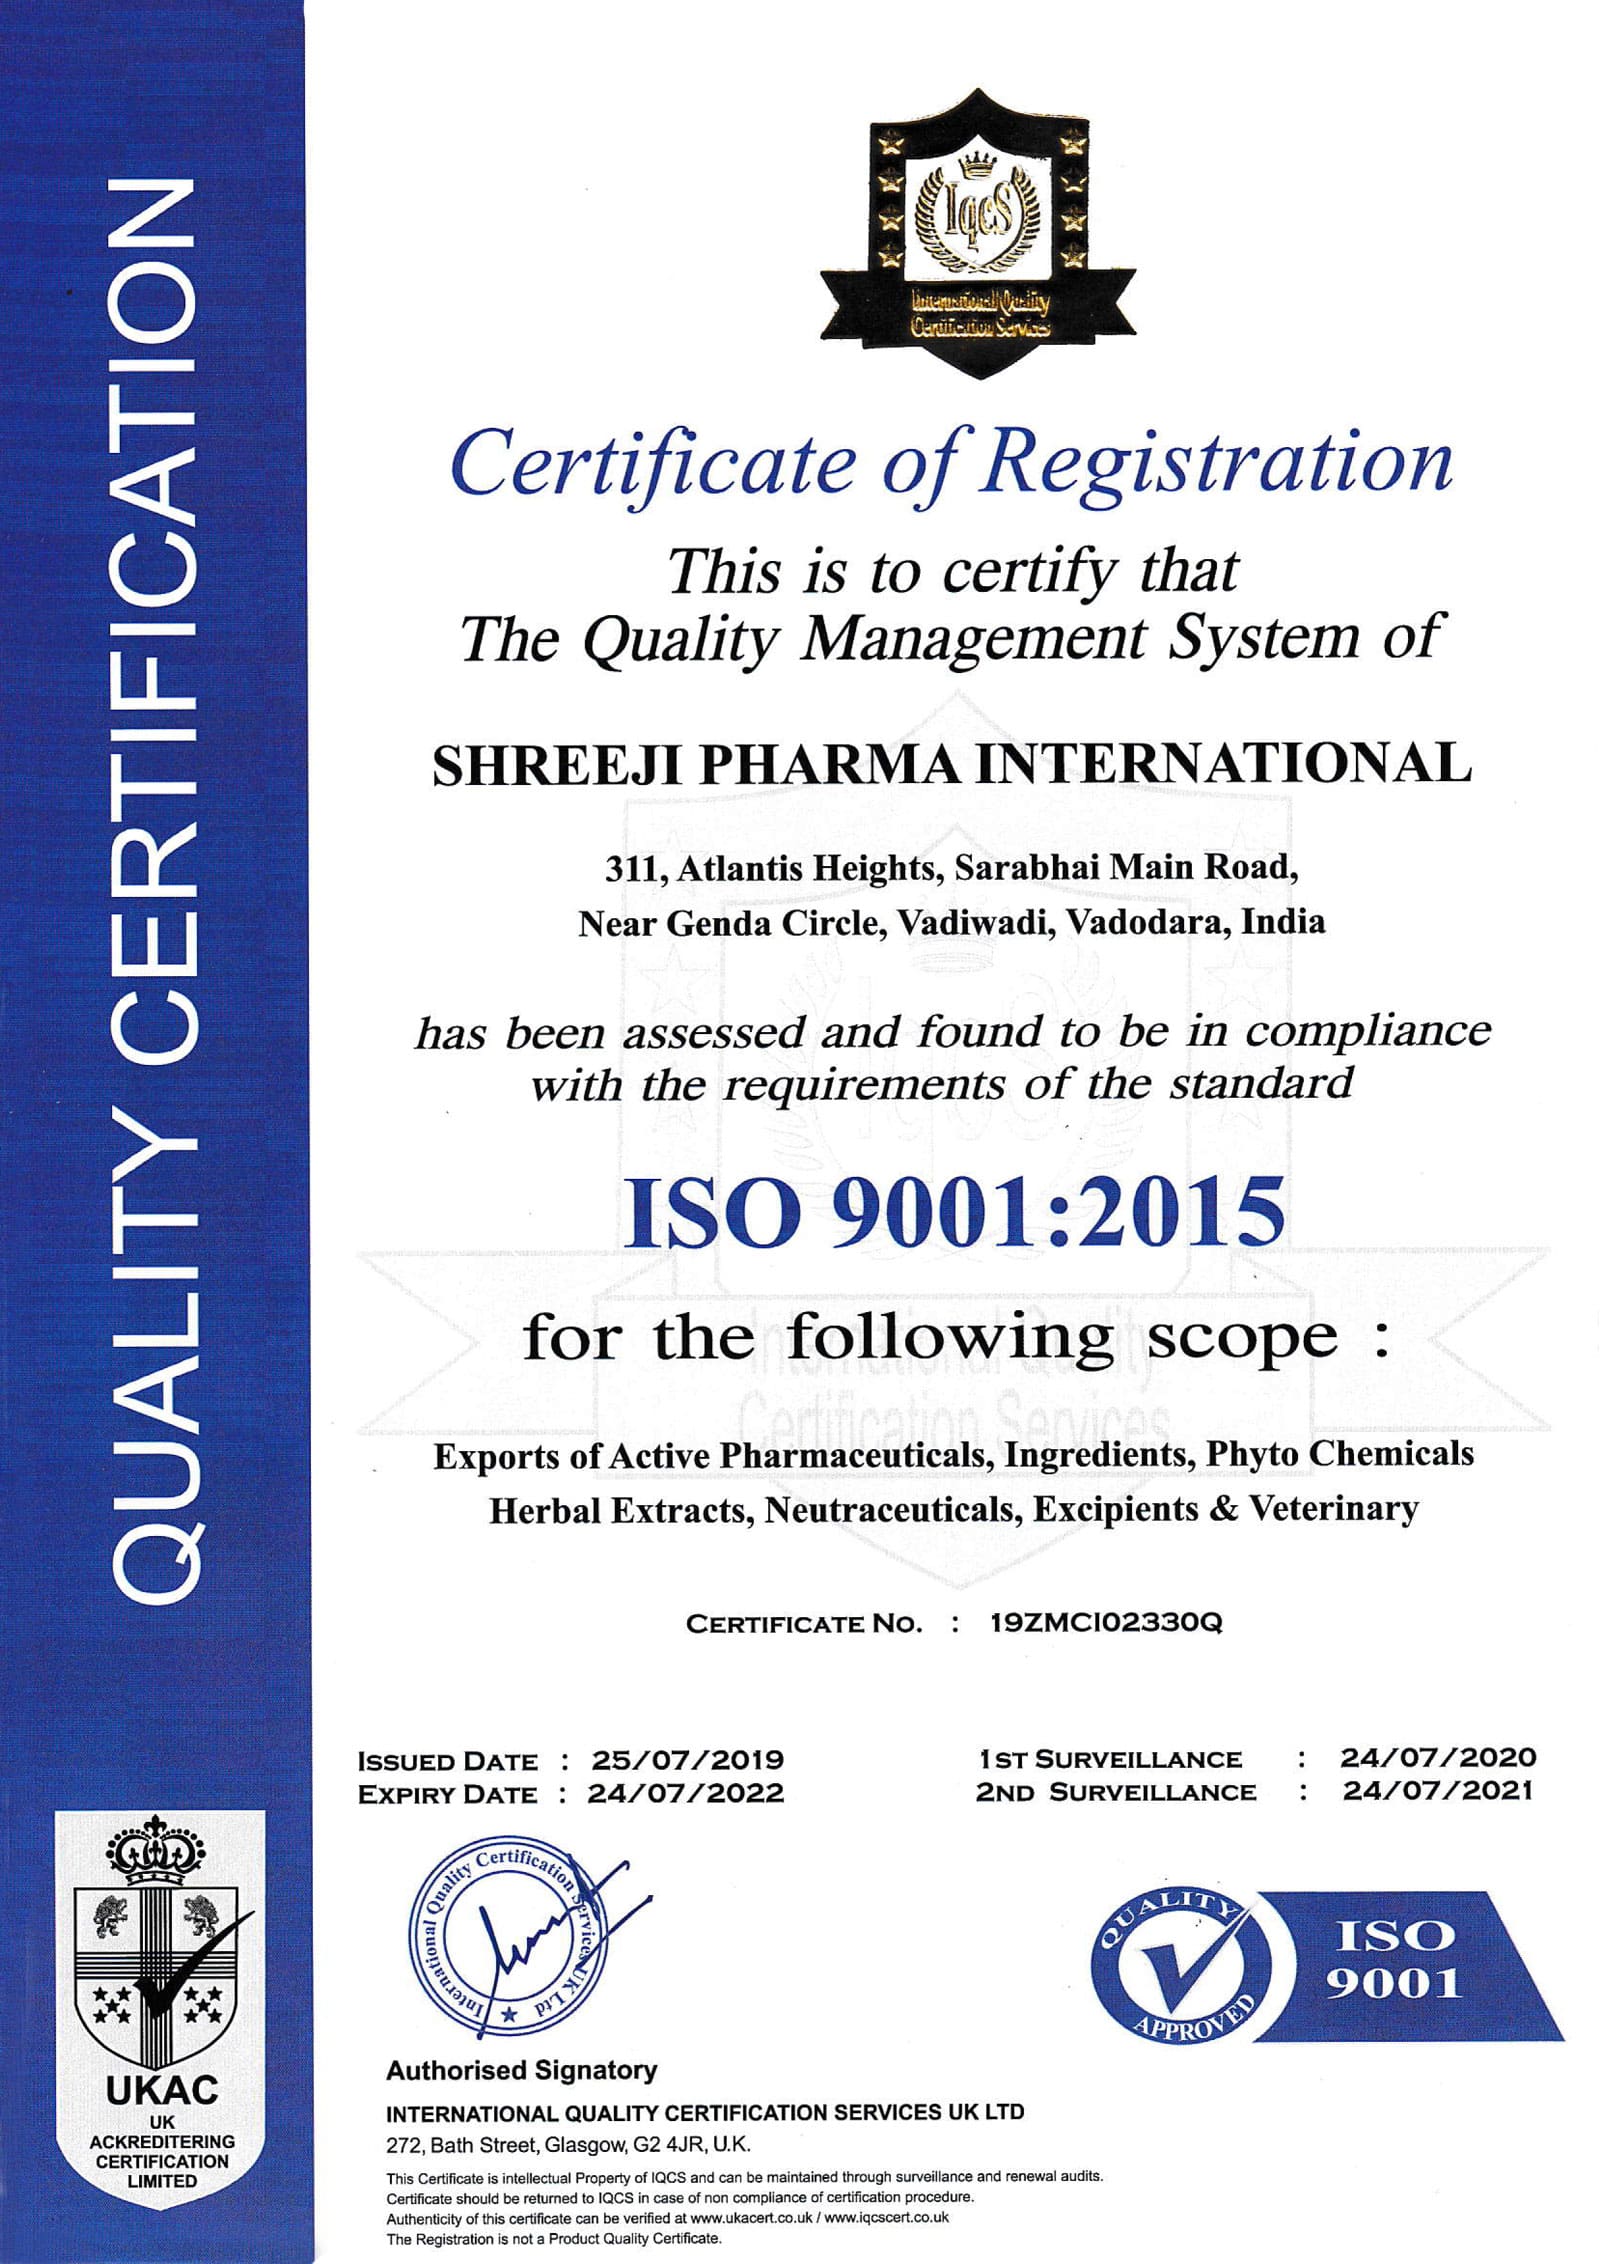 QUALITY CERTIFICATION
IqcS
International Quality
Certification Services
Certificate of Registration
This is to certify that
The Quality Management System of
SHREEJI PHARMA INTERNATIONAL
311, Atlantis Heights, Sarabhai Main Road,
Near Genda Circle, Vadiwadi, Vadodara, India
has been assessed and found to be in compliance
with the requirements of the standard
ISO 9001:2015
for the following scope :
International Quality
Certification Services
Exports of Active Pharmaceuticals, Ingredients, Phyto Chemicals
Herbal Extracts, Neutraceuticals, Excipients & Veterinary
CERTIFICATE NO. : 19ZMCI02330Q
ISSUED DATE : 25/07/2019
EXPIRY DATE : 24/07/2022
1ST SURVEILLANCE : 24/07/2020
2ND SURVEILLANCE : 24/07/2021
International Quality Certification Services UK Ltd
QUALITY
APPROVED
ISO
9001
UKAC
UK
ACKREDITERING
CERTIFICATION
LIMITED
Authorised Signatory
INTERNATIONAL QUALITY CERTIFICATION SERVICES UK LTD
272, Bath Street, Glasgow, G2 4JR, U.K.
This Certificate is intellectual Property of IQCS and can be maintained through surveillance and renewal audits.
Certificate should be returned to IQCS in case of non compliance of certification procedure.
Authenticity of this certificate can be verified at www.ukacert.co.uk / www.iqcscert.co.uk
The Registration is not a Product Quality Certificate.